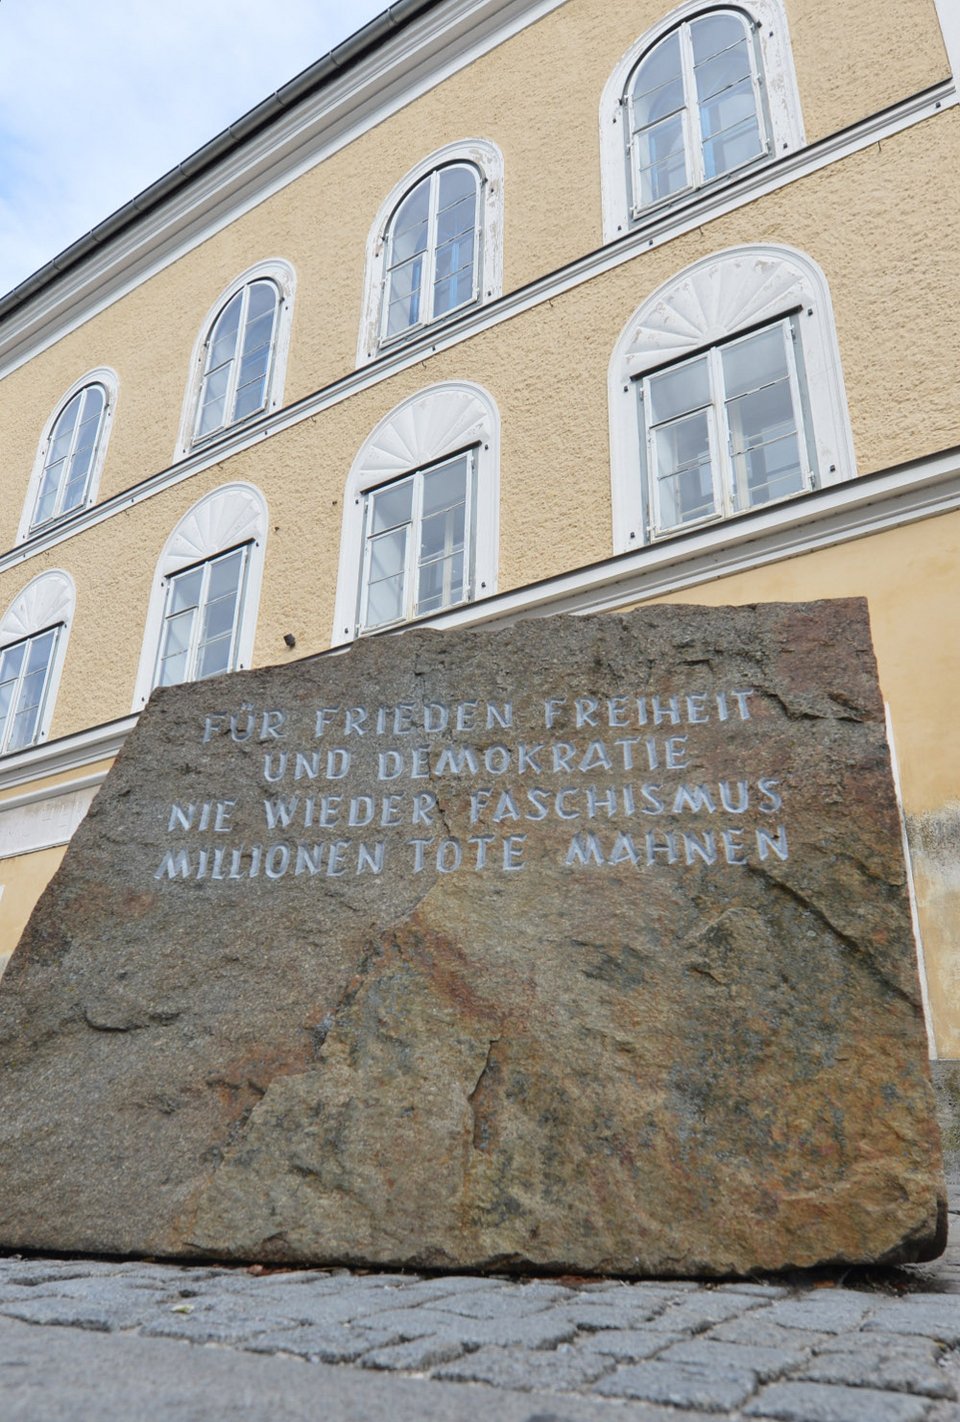 FÜR FRIEDEN FREIHEIT
UND DEMOKRATIE
NIE WIEDER FASCHISMUS
MILLIONEN TOTE MAHNEN